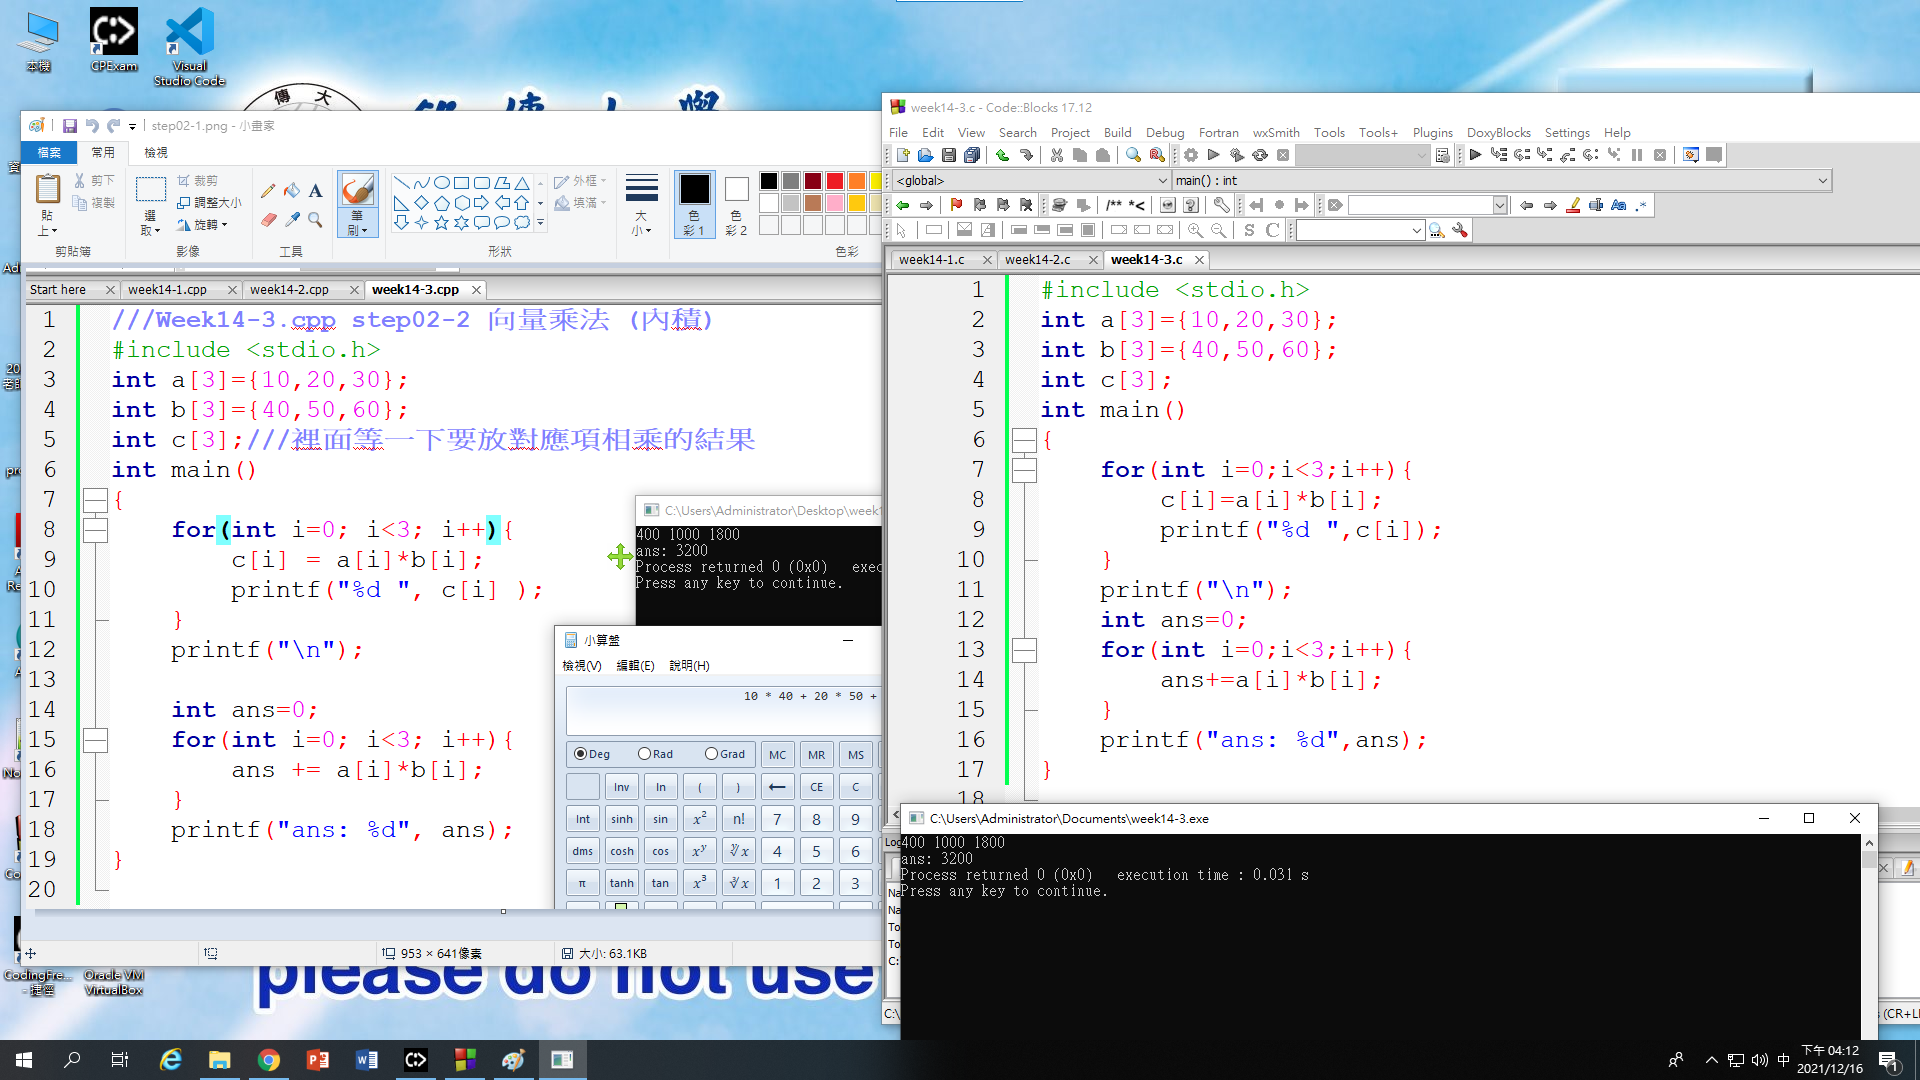 本機
CPExam
Visual Studio Code
傳 大
step02-1.png - 小畫家
檔案 常用 檢視
貼上 剪下 複製 剪貼簿
選取 裁剪 調整大小 旋轉 影像
A 工具
筆刷
外框 填滿 形狀
大小
色彩 1 色彩 2 色彩
Start here week14-1.cpp week14-2.cpp week14-3.cpp
1 ///Week14-3.cpp step02-2 向量乘法 (內積)
2 #include <stdio.h>
3 int a[3]={10,20,30};
4 int b[3]={40,50,60};
5 int c[3];///裡面等一下要放對應項相乘的結果
6 int main()
7 {
8 for(int i=0; i<3; i++){
9 c[i] = a[i]*b[i];
10 printf("%d ", c[i] );
11 }
12 printf("\n");
13
14 int ans=0;
15 for(int i=0; i<3; i++){
16 ans += a[i]*b[i];
17 }
18 printf("ans: %d", ans);
19 }
20
C:\Users\Administrator\Desktop\week1
400 1000 1800
ans: 3200
Process returned 0 (0x0) exec
Press any key to continue.
小算盤
檢視(V) 編輯(E) 說明(H)
10 * 40 + 20 * 50 +
Deg Rad Grad MC MR MS
Inv ln ( ) ← CE C
Int sinh sin x² n! 7 8 9
dms cosh cos xʸ ʸ√x 4 5 6
π tanh tan x³ ³√x 1 2 3
953 × 641像素 大小: 63.1KB
CodingFre... - 捷徑
Oracle VM VirtualBox
please do not use
week14-3.c - Code::Blocks 17.12
File Edit View Search Project Build Debug Fortran wxSmith Tools Tools+ Plugins DoxyBlocks Settings Help
<global> main() : int
/** *<
Aa .*
S C
week14-1.c week14-2.c week14-3.c
1 #include <stdio.h>
2 int a[3]={10,20,30};
3 int b[3]={40,50,60};
4 int c[3];
5 int main()
6 {
7 for(int i=0;i<3;i++){
8 c[i]=a[i]*b[i];
9 printf("%d ",c[i]);
10 }
11 printf("\n");
12 int ans=0;
13 for(int i=0;i<3;i++){
14 ans+=a[i]*b[i];
15 }
16 printf("ans: %d",ans);
17 }
18
C:\Users\Administrator\Documents\week14-3.exe
400 1000 1800
ans: 3200
Process returned 0 (0x0) execution time : 0.031 s
Press any key to continue.
中
下午 04:12
2021/12/16
1